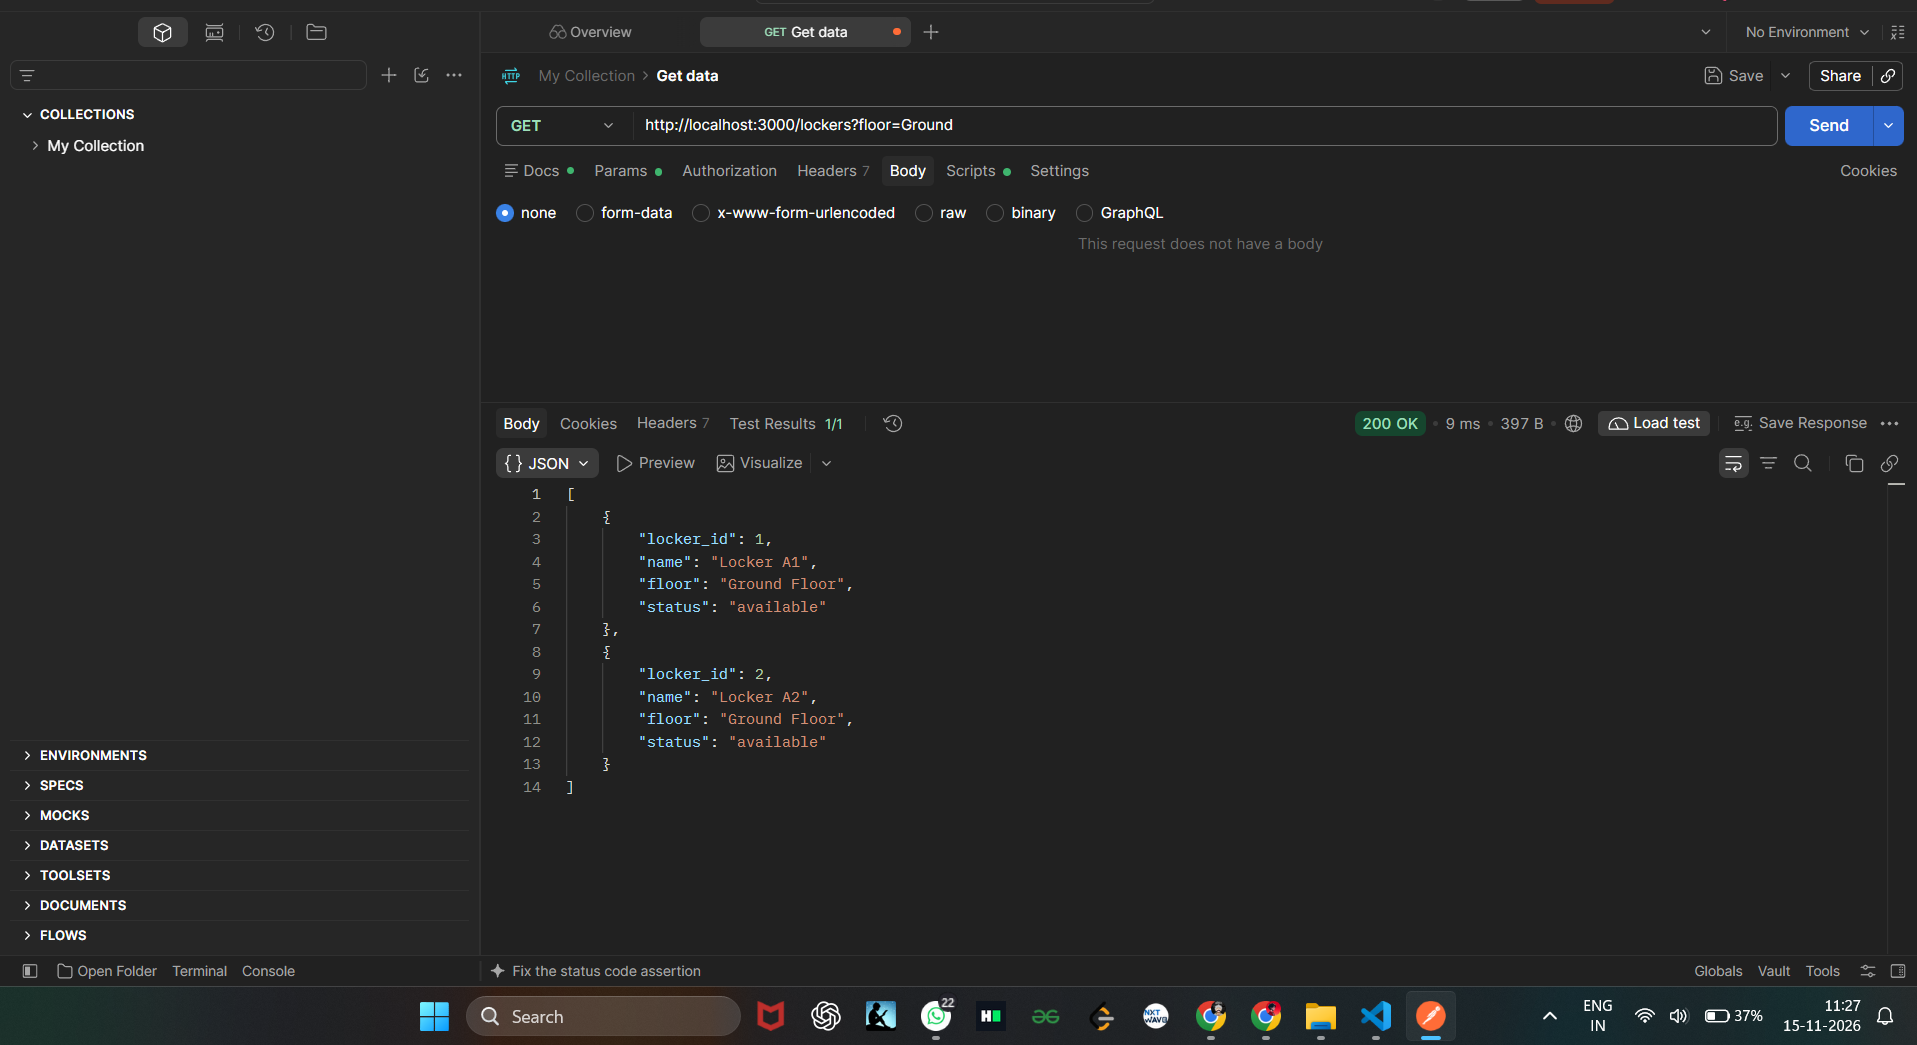 Overview
GET Get data
No Environment
COLLECTIONS
My Collection
HTTP My Collection > Get data
Save
Share
GET http://localhost:3000/lockers?floor=Ground
Send
Docs Params Authorization Headers 7 Body Scripts Settings
Cookies
none form-data x-www-form-urlencoded raw binary GraphQL
This request does not have a body
Body Cookies Headers 7 Test Results 1/1
200 OK • 9 ms • 397 B
Load test
e.g. Save Response
{} JSON Preview Visualize
1 [
2 {
3 "locker_id": 1,
4 "name": "Locker A1",
5 "floor": "Ground Floor",
6 "status": "available"
7 },
8 {
9 "locker_id": 2,
10 "name": "Locker A2",
11 "floor": "Ground Floor",
12 "status": "available"
13 }
14 ]
ENVIRONMENTS
SPECS
MOCKS
DATASETS
TOOLSETS
DOCUMENTS
FLOWS
Open Folder Terminal Console
Fix the status code assertion
Globals Vault Tools
Search
22
NXT
WAVE
ENG
IN
37%
11:27
15-11-2026